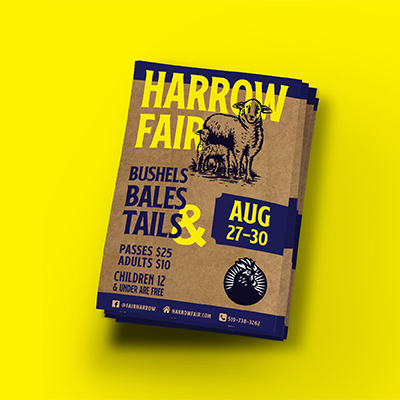 HARROW
FAIR
BUSHELS
BALES
TAILS &
AUG
27-30
PASSES $25
ADULTS $10
CHILDREN 12
& UNDER ARE FREE
@FAIRHARROW HARROWFAIR.COM 519-738-3262